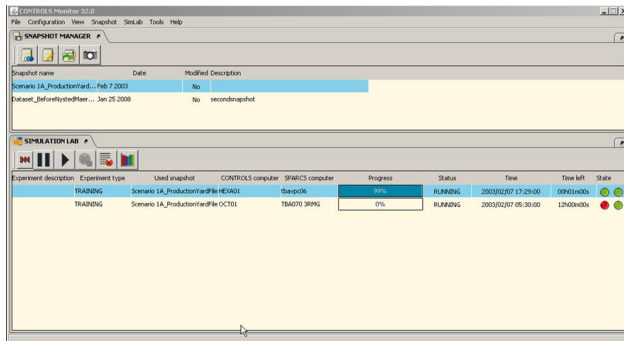 CONTROLS Monitor 32.0
File Configuration View Snapshot SimLab Tools Help
SNAPSHOT MANAGER
Snapshot name Date Modified Description
Scenario 1A_ProductionYard... Feb 7 2003 No
Dataset_BeforeNystedMaer... Jan 25 2008 No secondsnapshot
SIMULATION LAB
Experiment description Experiment type Used snapshot CONTROLS computer SPARCS computer Progress Status Time Time left State
TRAINING Scenario 1A_ProductionYardFile HEXA01 tbavpc06 99% RUNNING 2003/02/07 17:29:00 00h01m00s
TRAINING Scenario 1A_ProductionYardFile OCT01 TBA070 3RMG 0% RUNNING 2003/02/07 05:30:00 12h00m00s